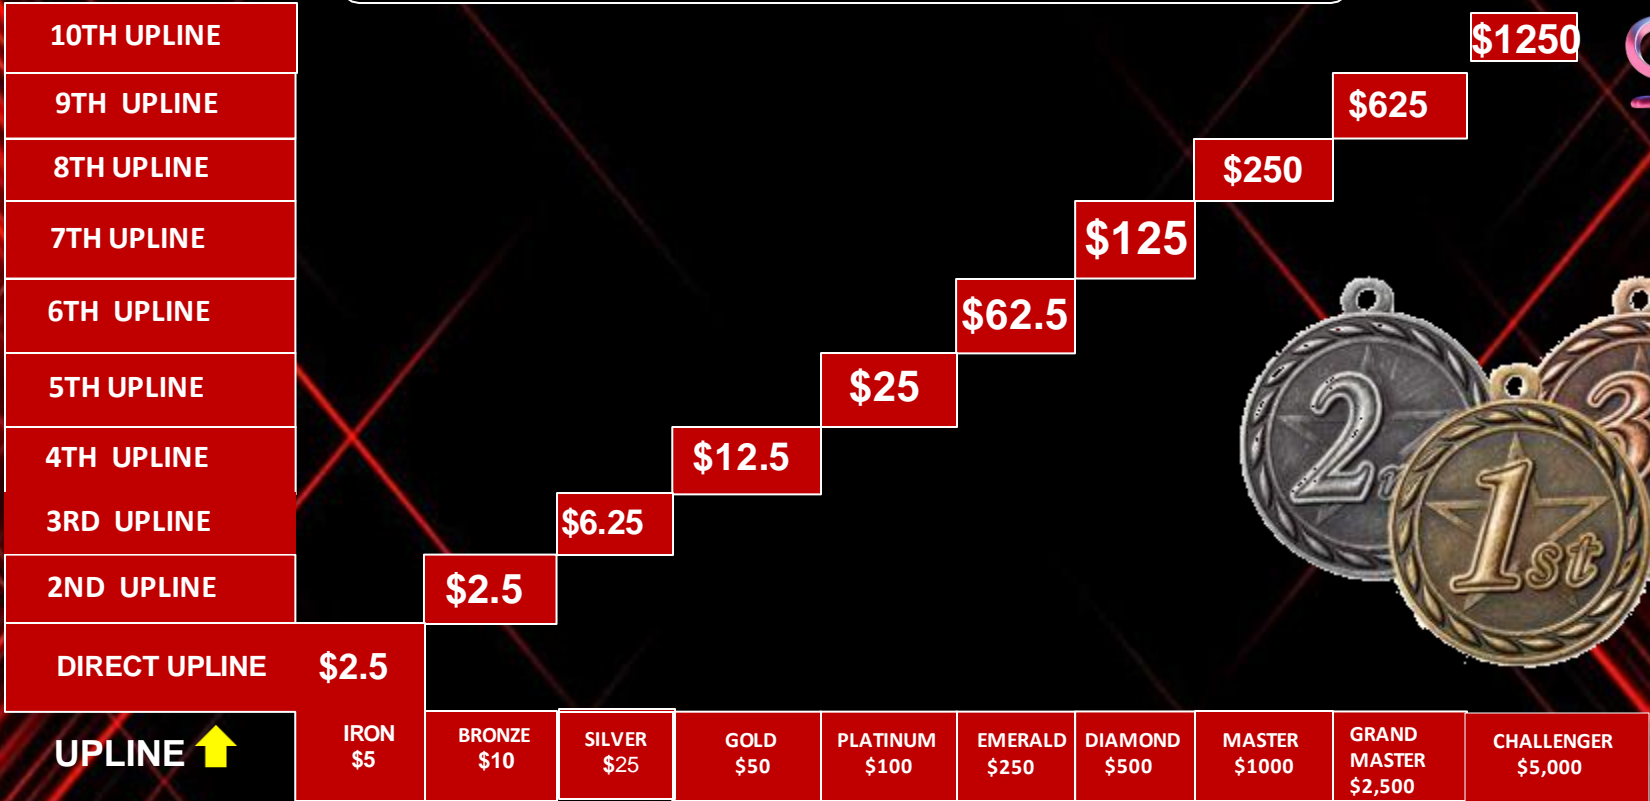 10TH UPLINE $1250
9TH UPLINE $625
8TH UPLINE $250
7TH UPLINE $125
6TH UPLINE $62.5
5TH UPLINE $25
4TH UPLINE $12.5
3RD UPLINE $6.25
2ND UPLINE $2.5
DIRECT UPLINE $2.5
UPLINE
IRON
$5
BRONZE
$10
SILVER
$25
GOLD
$50
PLATINUM
$100
EMERALD
$250
DIAMOND
$500
MASTER
$1000
GRAND
MASTER
$2,500
CHALLENGER
$5,000
2
1st
3